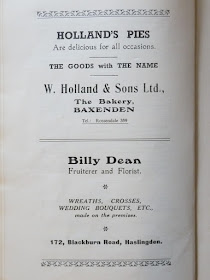 HOLLAND'S PIES
Are delicious for all occasions.
THE GOODS with THE NAME
W. Holland & Sons Ltd.,
The Bakery,
BAXENDEN
Tel: Rossendale 309
Billy Dean
Fruiterer and Florist.
WREATHS, CROSSES,
WEDDING BOUQUETS, ETC.,
made on the premises.
172, Blackburn Road, Haslingden.